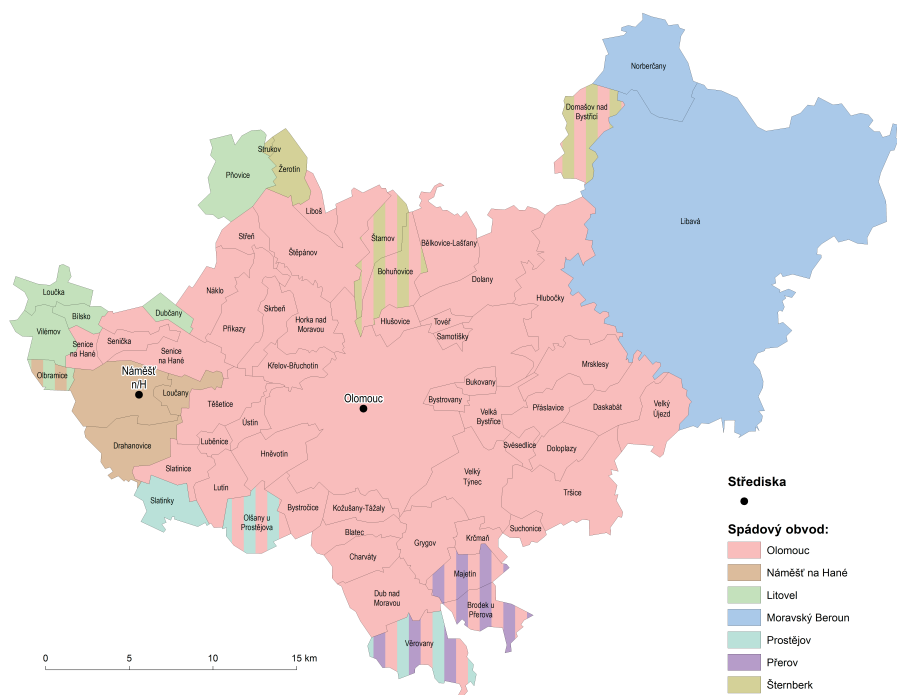 Norberčany
Domašov nad
Bystřicí
Strukov
Žerotín
Pňovice
Liboš
Libavá
Střeň
Štarnov
Bělkovice-Lašťany
Štěpánov
Bohuňovice
Dolany
Loučka
Náklo
Hlubočky
Bílsko
Dubčany
Skrbeň
Horka nad
Moravou
Hlušovice
Tovéř
Vilémov
Příkazy
Samotišky
Senice
na Hané
Senička
Senice
na Hané
Křelov-Břuchotín
Mrsklesy
Olbramice
Náměšť
n/H
Loučany
Bukovany
Olomouc
Bystrovany
Těšetice
Velká
Bystřice
Přáslavice
Daskabát
Velký
Újezd
Ústín
Drahanovice
Luběnice
Svésedlice
Doloplazy
Hněvotín
Slatinice
Velký
Týnec
Lutín
Tršice
Slatinky
Olšany u
Prostějova
Bystročice
Kožušany-Tážaly
Suchonice
Blatec
Krčmaň
Grygov
Charváty
Majetín
Dub nad
Moravou
Brodek u
Přerova
Věrovany
0 5 10 15 km
Střediska
Spádový obvod:
Olomouc
Náměšť na Hané
Litovel
Moravský Beroun
Prostějov
Přerov
Šternberk